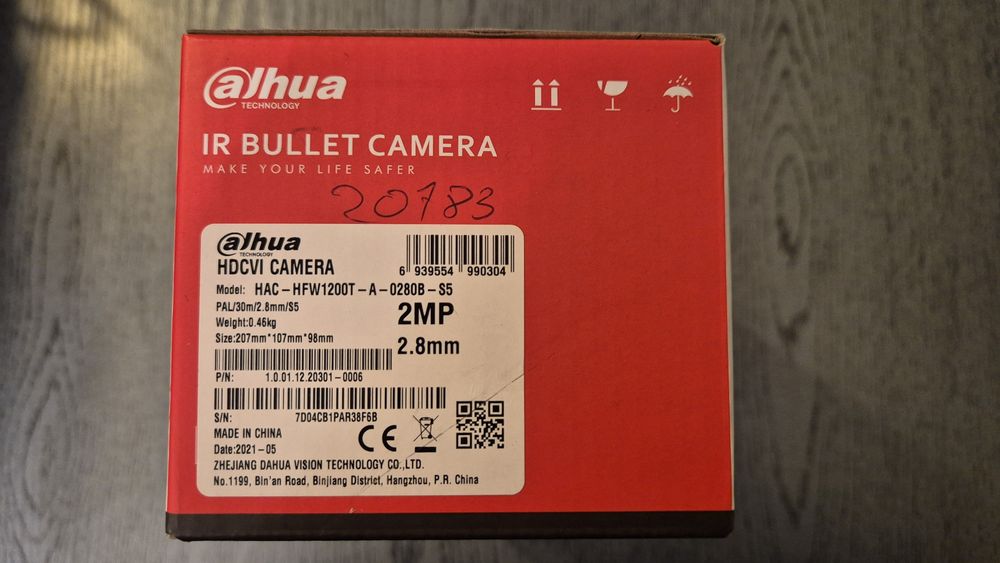 alhua
TECHNOLOGY
IR BULLET CAMERA
MAKE YOUR LIFE SAFER
20783
alhua
TECHNOLOGY
HDCVI CAMERA
6 939554 990304
Model: HAC-HFW1200T-A-0280B-S5
PAL/30m/2.8mm/S5
2MP
Weight:0.46kg
Size:207mm*107mm*98mm
2.8mm
P/N: 1.0.01.12.20301-0006
S/N: 7D04CB1PAR38F6B
MADE IN CHINA
CE
Date:2021-05
ZHEJIANG DAHUA VISION TECHNOLOGY CO.,LTD.
No.1199, Bin'an Road, Binjiang District, Hangzhou, P.R. China